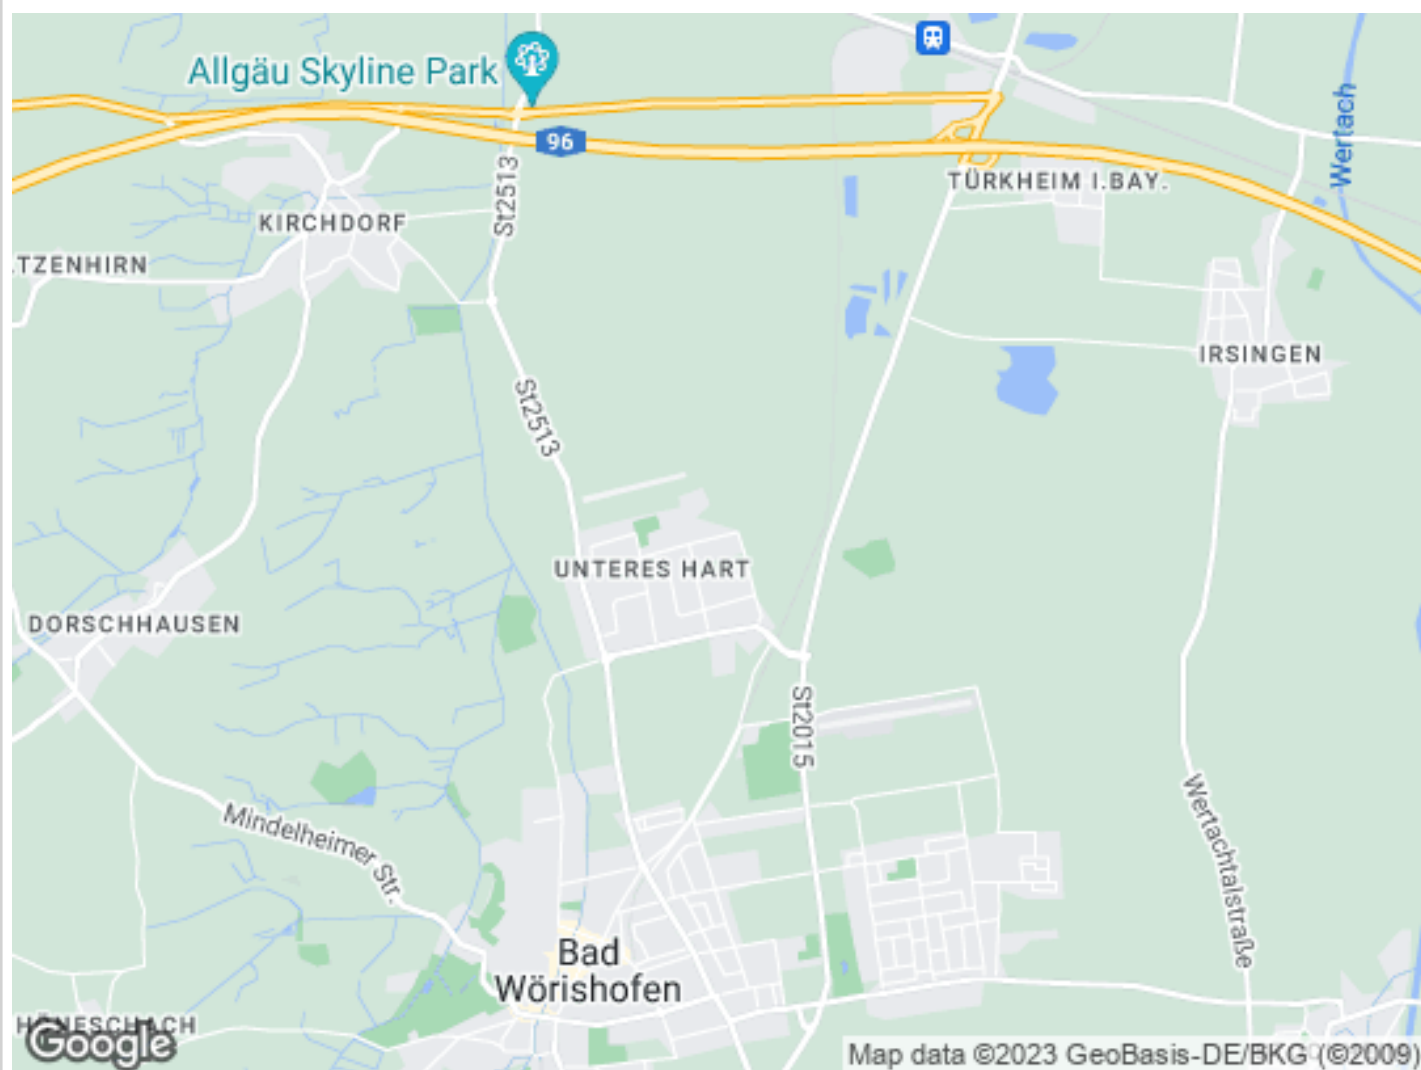 Allgäu Skyline Park
96
Wertach
St2513
TÜRKHEIM I.BAY.
KIRCHDORF
TZENHIRN
IRSINGEN
St2513
UNTERES HART
DORSCHHAUSEN
St2015
Mindelheimer Str.
Wertachtalstraße
Bad
Wörishofen
HÖNESCHACH
Google
Map data ©2023 GeoBasis-DE/BKG (©2009)